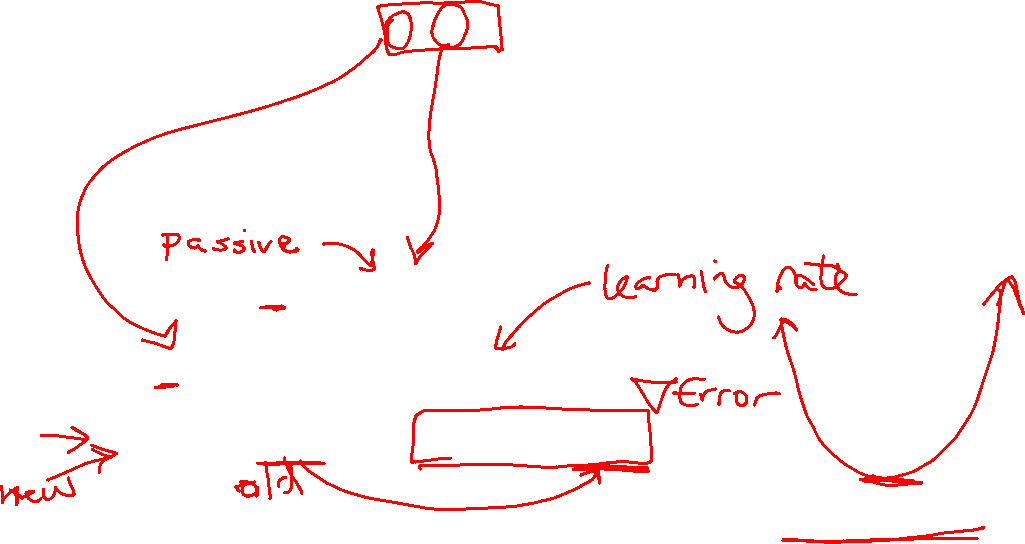 passive
learning rate
∇Error
new
old